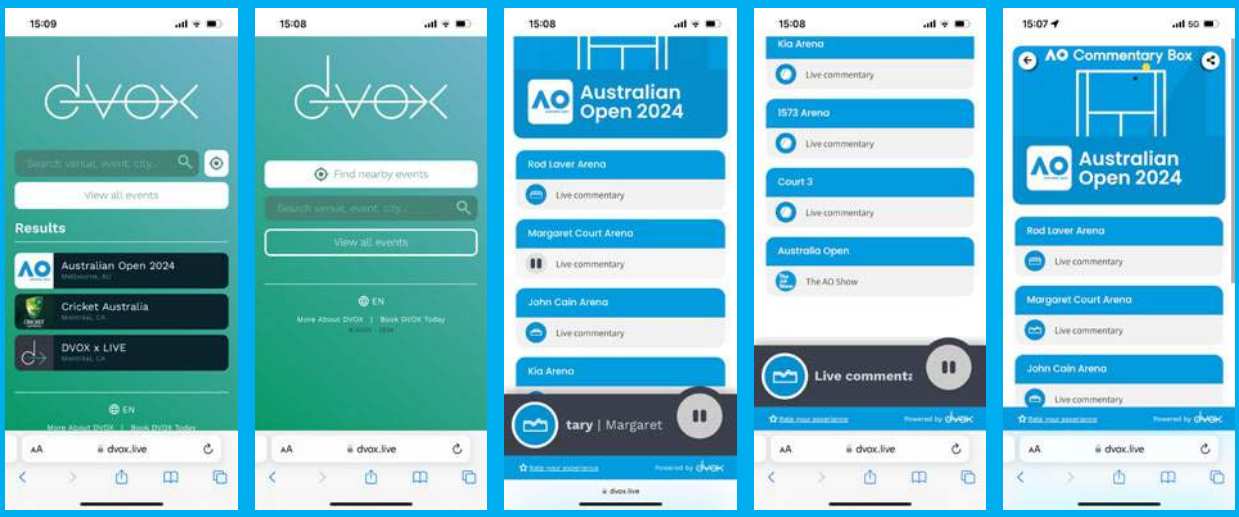 15:09
dvox
Search venue, event, city...
View all events
Results
AO
Australian Open 2024
Melbourne, AU
Cricket Australia
Montréal, CA
DVOX x LIVE
Montréal, CA
EN
More About DVOX | Book DVOX Today
AA
dvox.live
15:08
dvox
Find nearby events
Search venue, event, city...
View all events
EN
More About DVOX | Book DVOX Today
AA
dvox.live
15:08
AO
Australian
Open 2024
Rod Laver Arena
Live commentary
Margaret Court Arena
Live commentary
John Cain Arena
Live commentary
Kia Arena
tary | Margaret
Rate your experience
Powered by dvox
dvox.live
15:08
Kia Arena
Live commentary
1573 Arena
Live commentary
Court 3
Live commentary
Australia Open
The AO Show
The AO Show
Live commenta
Rate your experience
Powered by dvox
AA
dvox.live
15:07
5G
AO Commentary Box
AO
Australian
Open 2024
Rod Laver Arena
Live commentary
Margaret Court Arena
Live commentary
John Cain Arena
Live commentary
Rate your experience
Powered by dvox
AA
dvox.live